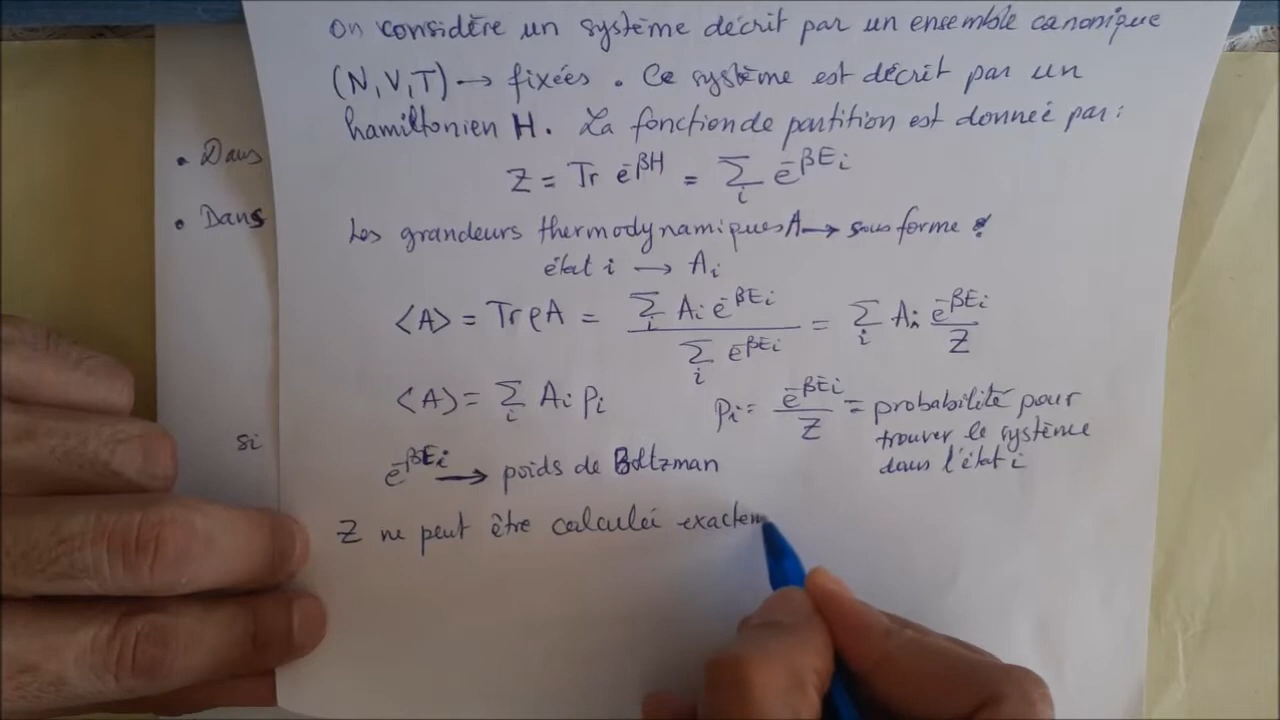 On considère un système décrit par un ensemble canonique
(N,V,T) → fixées. Ce système est décrit par un
hamiltonien H. La fonction de partition est donneé par :
Z = Tr e^{-βH} = Σ_i e^{-βE_i}
• Dans
Les grandeurs thermodynamiques A → sous forme :
• Dans
état i → A_i
<A> = Tr ρA = Σ_i A_i e^{-βE_i} / Σ_i e^{-βE_i} = Σ_i A_i e^{-βE_i} / Z
<A> = Σ_i A_i p_i
p_i = e^{-βE_i} / Z = probabilité pour
trouver le système
dans l'état i
si
e^{-βE_i} → poids de Boltzman
Z ne peut être calculéi exactem